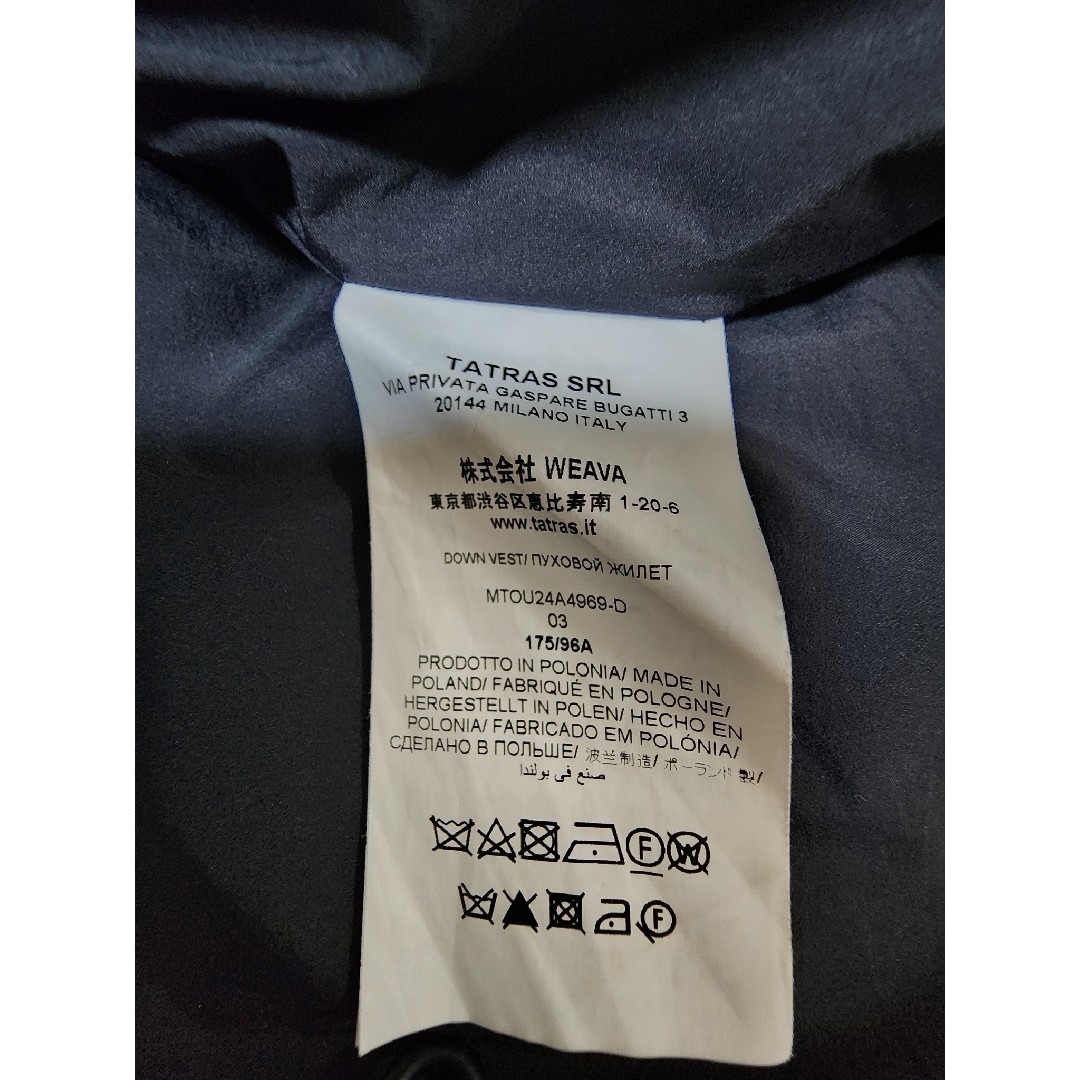 TATRAS SRL
VIA PRIVATA GASPARE BUGATTI 3
20144 MILANO ITALY
株式会社 WEAVA
東京都渋谷区恵比寿南 1-20-6
www.tatras.it
DOWN VEST/ ПУХОВОЙ ЖИЛЕТ
MTOU24A4969-D
03
175/96A
PRODOTTO IN POLONIA/ MADE IN
POLAND/ FABRIQUÉ EN POLOGNE/
HERGESTELLT IN POLEN/ HECHO EN
POLONIA/ FABRICADO EM POLÓNIA/
СДЕЛАНО В ПОЛЬШЕ/ 波兰制造/ ポーランド製/
صنع في بولندا
F W
F